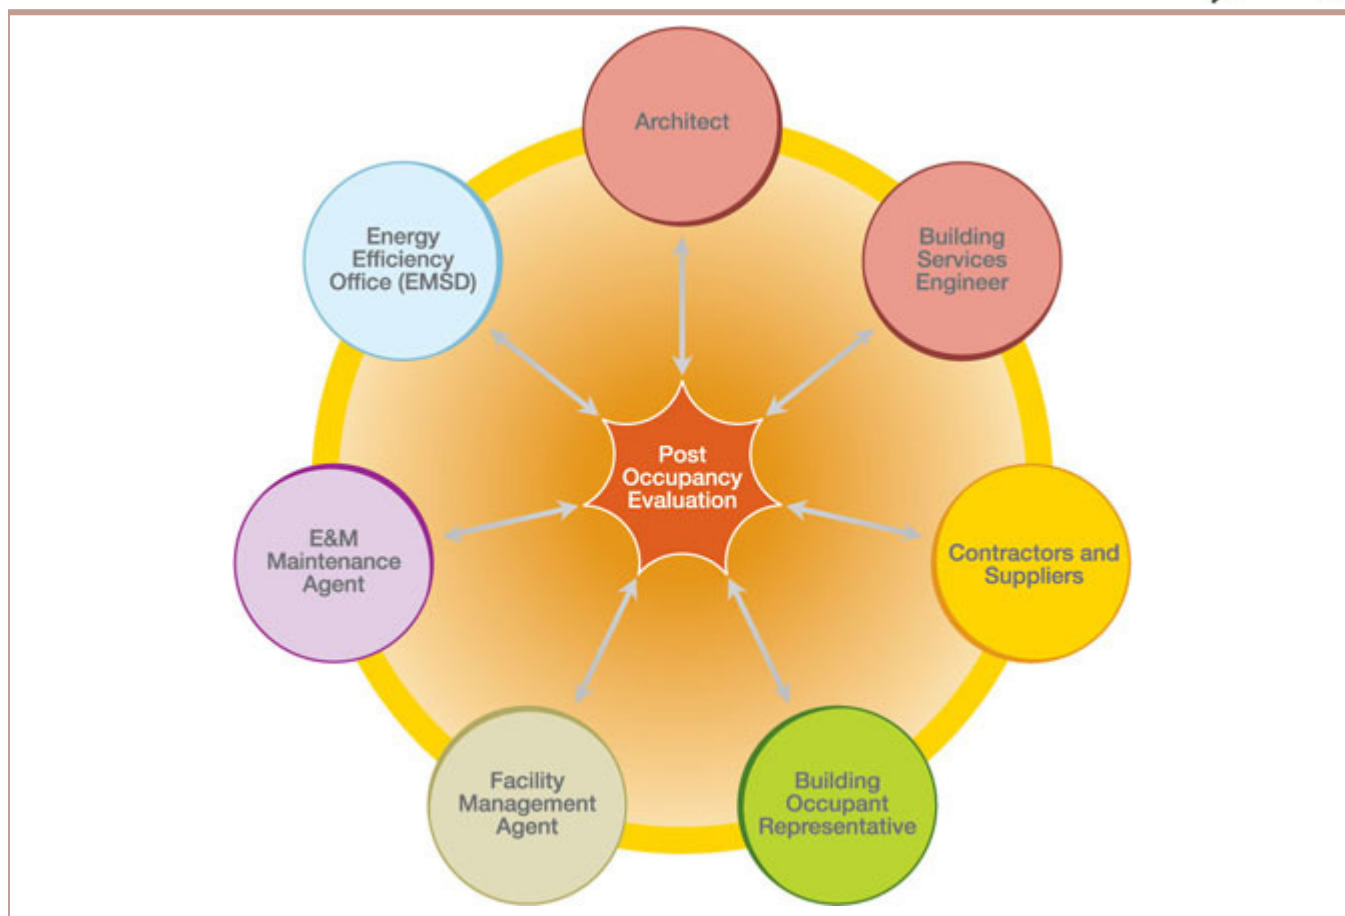 Architect
Building
Services
Engineer
Contractors and
Suppliers
Building
Occupant
Representative
Facility
Management
Agent
E&M
Maintenance
Agent
Energy
Efficiency
Office (EMSD)
Post
Occupancy
Evaluation